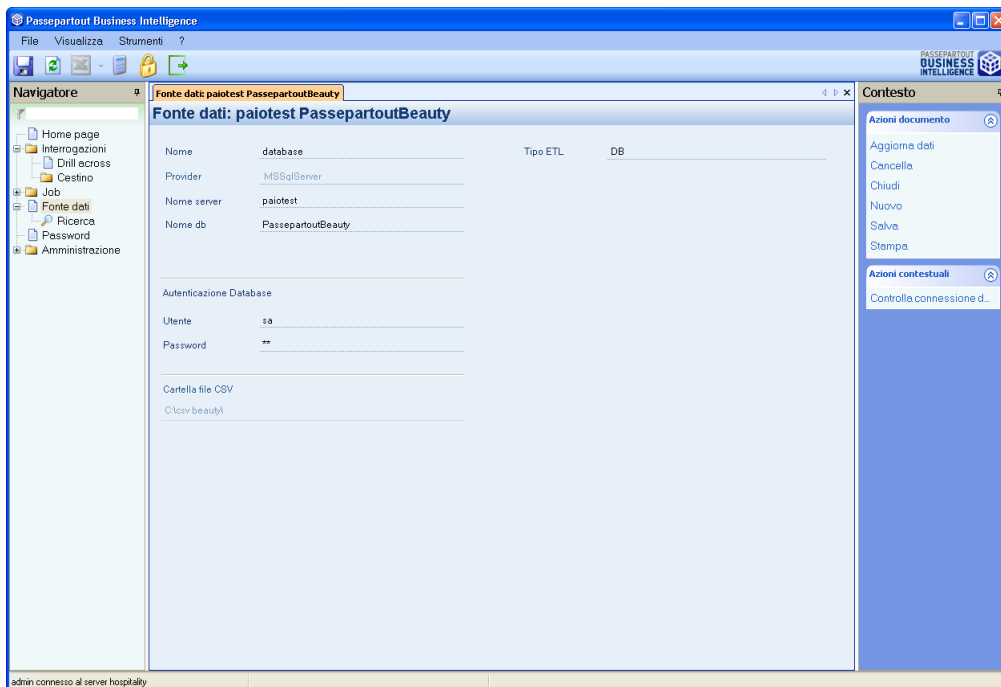 Passepartout Business Intelligence
File Visualizza Strumenti ?
PASSEPARTOUT
BUSINESS
INTELLIGENCE
Navigatore
Home page
Interrogazioni
Drill across
Cestino
Job
Fonte dati
Ricerca
Password
Amministrazione
Fonte dati: paiotest PassepartoutBeauty
Fonte dati: paiotest PassepartoutBeauty
Nome database Tipo ETL DB
Provider MSSqlServer
Nome server paiotest
Nome db PassepartoutBeauty
Autenticazione Database
Utente sa
Password **
Cartella file CSV
C:\csv beauty\
Contesto
Azioni documento
Aggiorna dati
Cancella
Chiudi
Nuovo
Salva
Stampa
Azioni contestuali
Controlla connessione d...
admin connesso al server hospitality